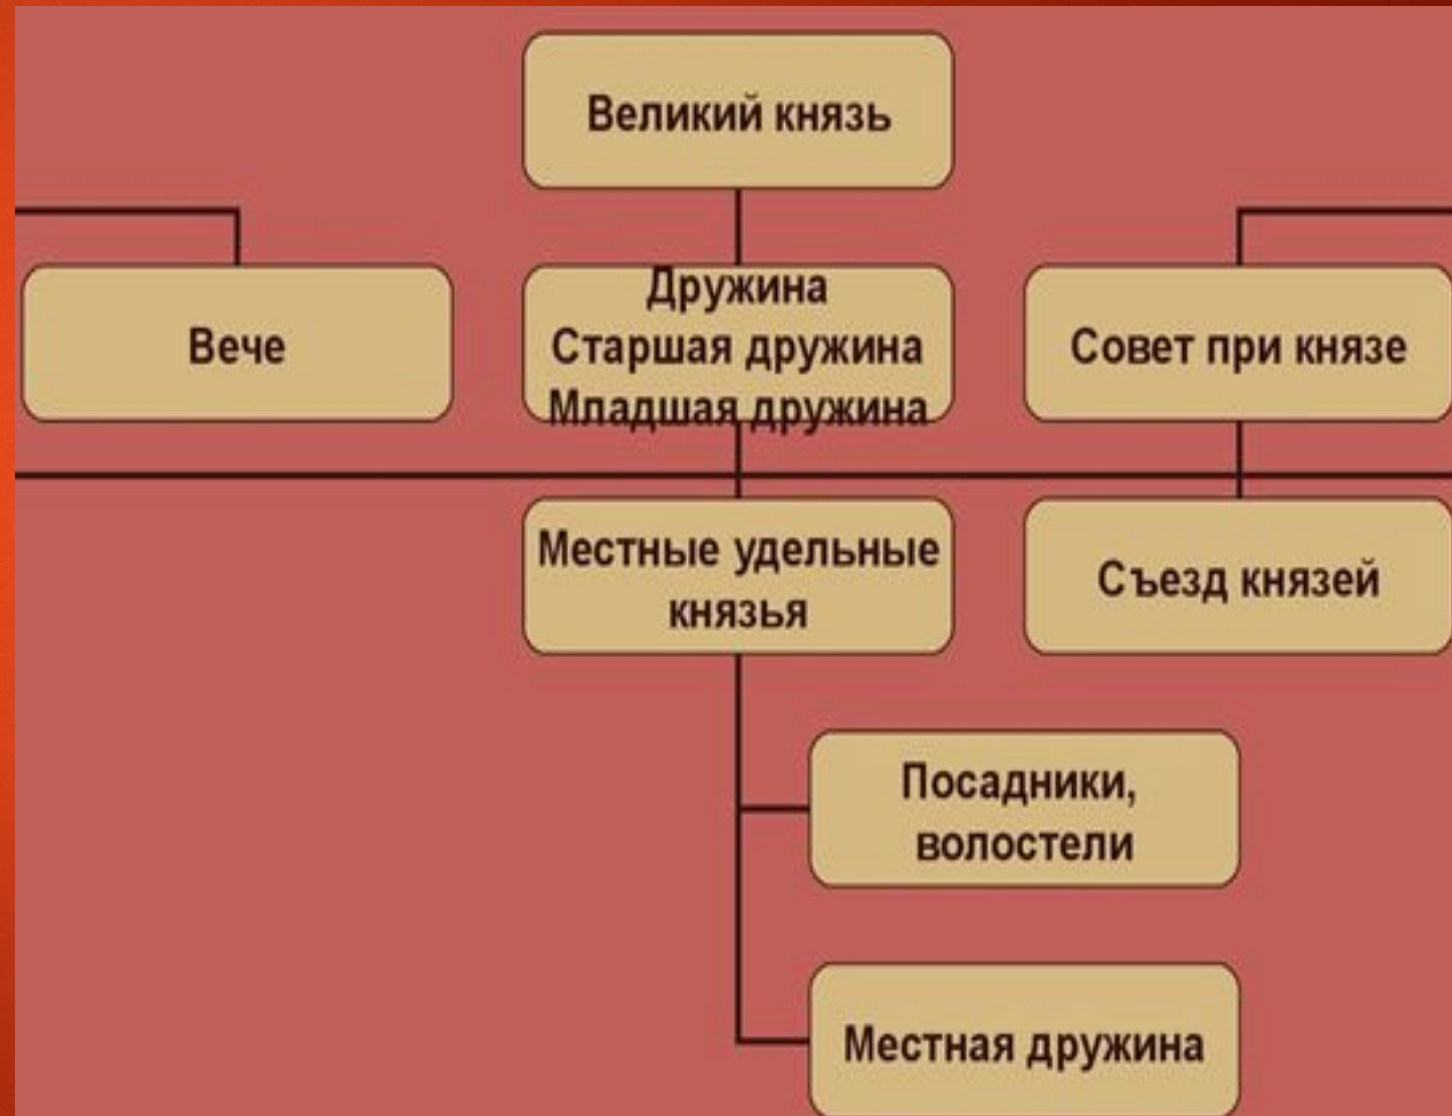 Великий князь
Вече
Дружина
Старшая дружина
Младшая дружина
Совет при князе
Местные удельные
князья
Съезд князей
Посадники,
волостели
Местная дружина